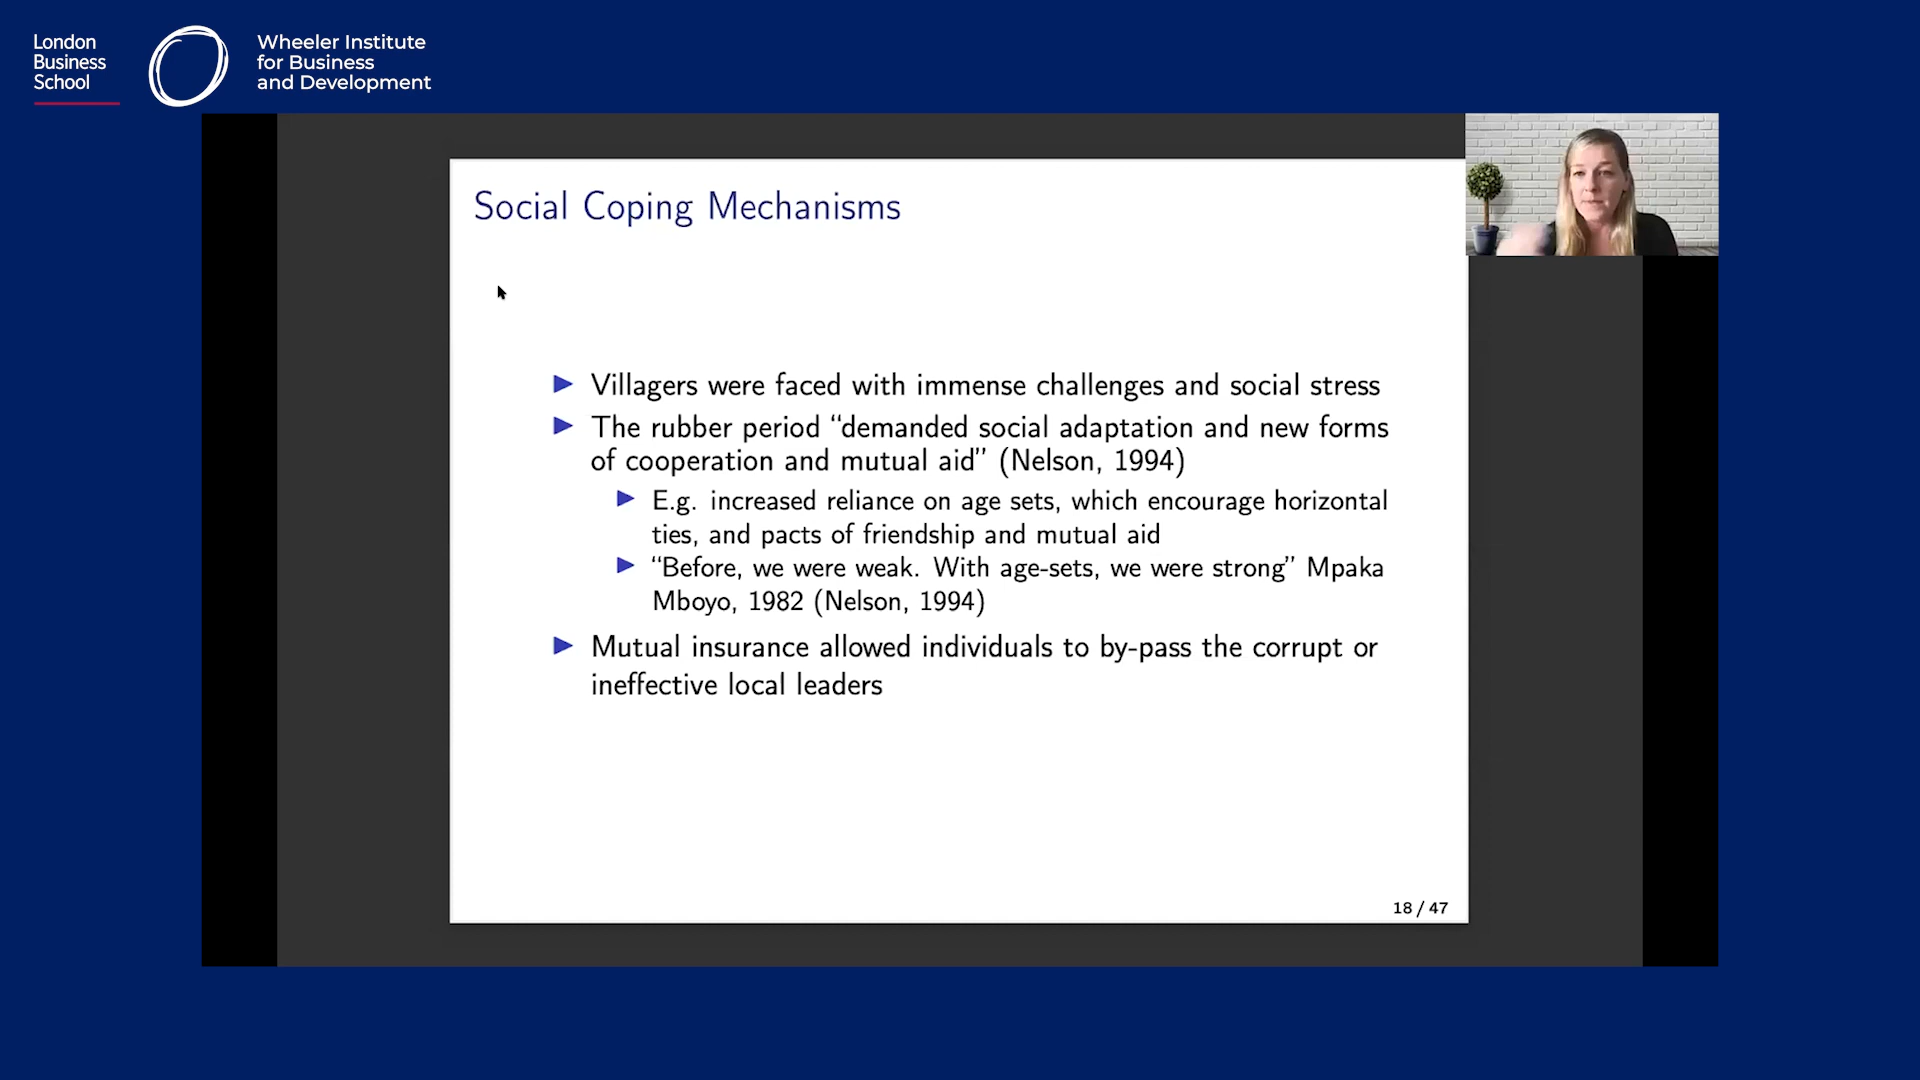 London
Business
School
Wheeler Institute
for Business
and Development
Social Coping Mechanisms
Villagers were faced with immense challenges and social stress
The rubber period “demanded social adaptation and new forms
of cooperation and mutual aid” (Nelson, 1994)
E.g. increased reliance on age sets, which encourage horizontal
ties, and pacts of friendship and mutual aid
“Before, we were weak. With age-sets, we were strong” Mpaka
Mboyo, 1982 (Nelson, 1994)
Mutual insurance allowed individuals to by-pass the corrupt or
ineffective local leaders
18 / 47